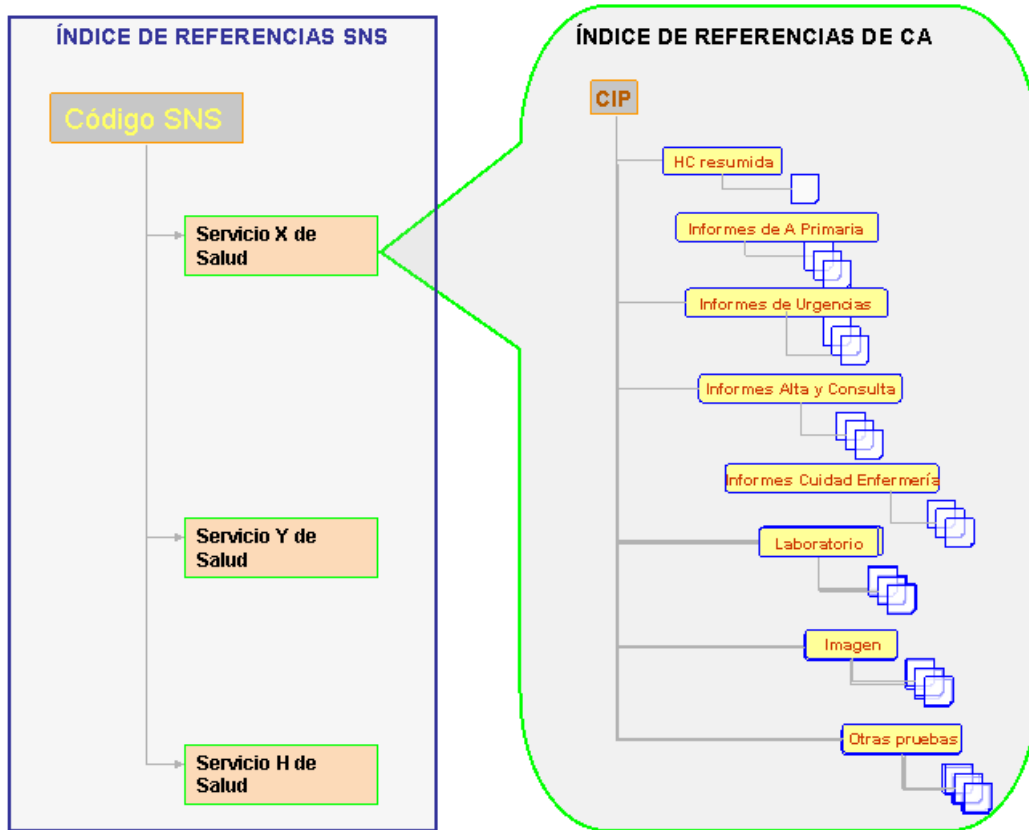 ÍNDICE DE REFERENCIAS SNS
Código SNS
Servicio X de
Salud
Servicio Y de
Salud
Servicio H de
Salud
ÍNDICE DE REFERENCIAS DE CA
CIP
HC resumida
Informes de A Primaria
Informes de Urgencias
Informes Alta y Consulta
Informes Cuidad Enfermería
Laboratorio
Imagen
Otras pruebas